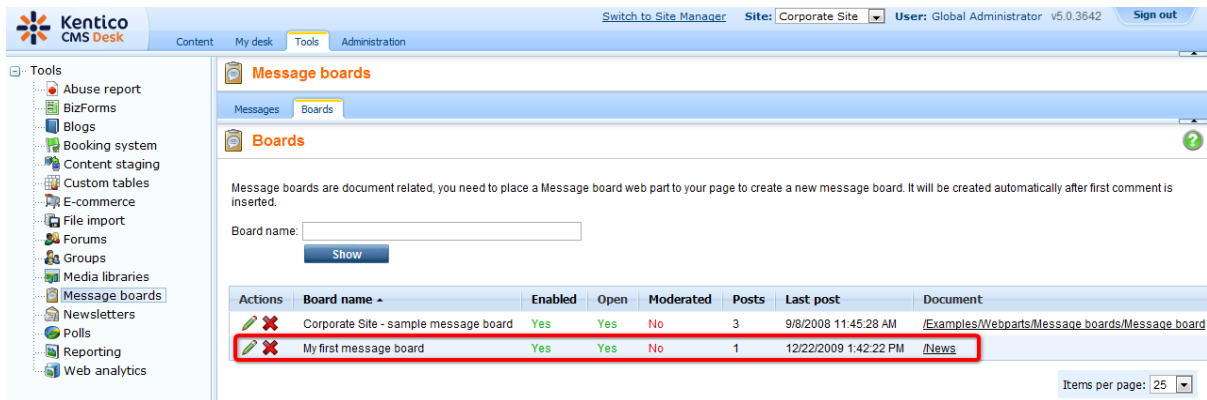 Kentico
CMS Desk
Switch to Site Manager Site: Corporate Site User: Global Administrator v5.0.3642 Sign out
Content My desk Tools Administration
Tools
Abuse report
BizForms
Blogs
Booking system
Content staging
Custom tables
E-commerce
File import
Forums
Groups
Media libraries
Message boards
Newsletters
Polls
Reporting
Web analytics
Message boards
Messages Boards
Boards
Message boards are document related, you need to place a Message board web part to your page to create a new message board. It will be created automatically after first comment is
inserted.
Board name:
Show
Actions Board name Enabled Open Moderated Posts Last post Document
Corporate Site - sample message board Yes Yes No 3 9/8/2008 11:45:28 AM /Examples/Webparts/Message boards/Message board
My first message board Yes Yes No 1 12/22/2009 1:42:22 PM /News
Items per page: 25